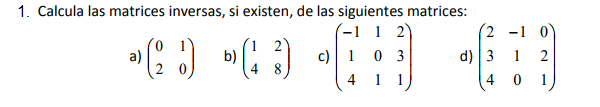 1. Calcula las matrices inversas, si existen, de las siguientes matrices:
a) (0 1; 2 0) b) (1 2; 4 8) c) (-1 1 2; 1 0 3; 4 1 1) d) (2 -1 0; 3 1 2; 4 0 1)